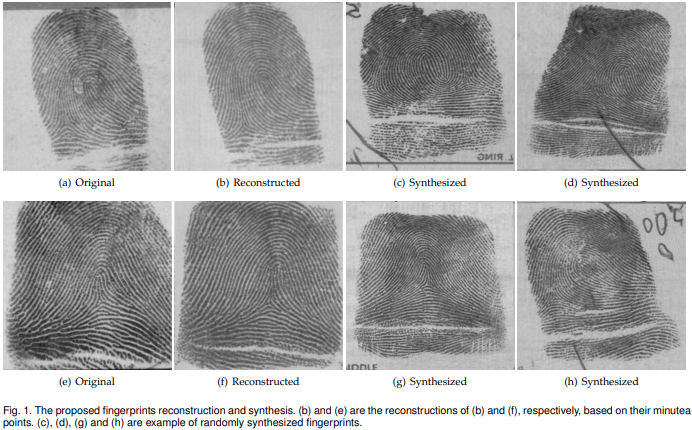 (a) Original
(b) Reconstructed
(c) Synthesized
(d) Synthesized
(e) Original
(f) Reconstructed
(g) Synthesized
(h) Synthesized
Fig. 1. The proposed fingerprints reconstruction and synthesis. (b) and (e) are the reconstructions of (b) and (f), respectively, based on their minutea
points. (c), (d), (g) and (h) are example of randomly synthesized fingerprints.